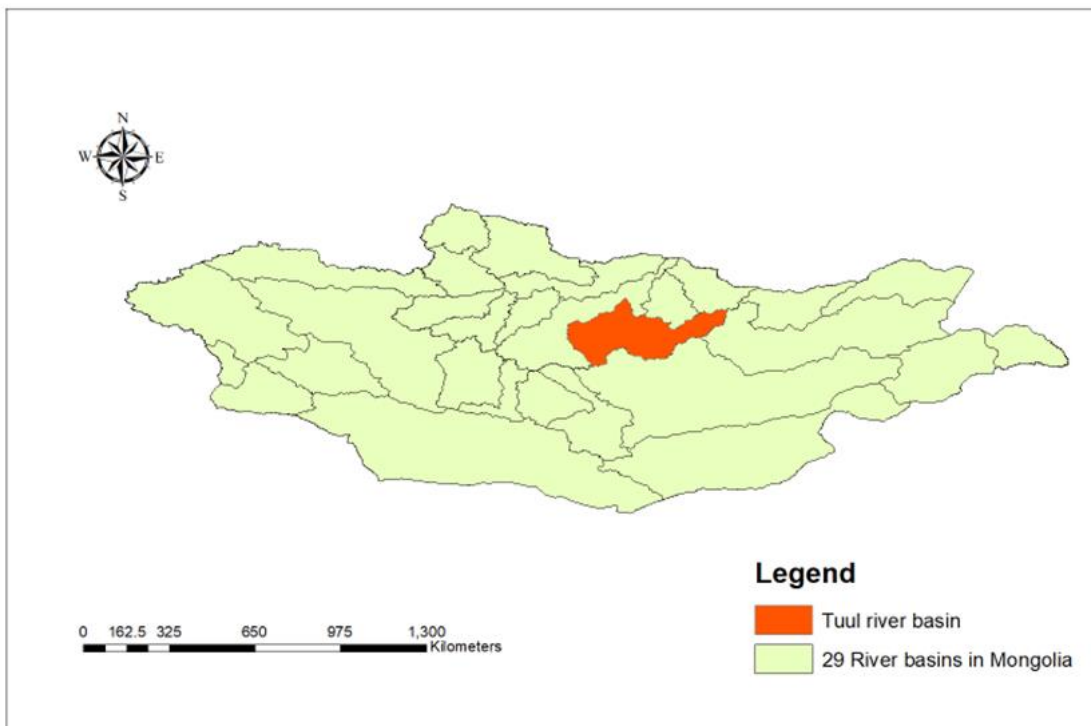 N
W E
S
Legend
Tuul river basin
29 River basins in Mongolia
0 162.5 325 650 975 1,300
Kilometers